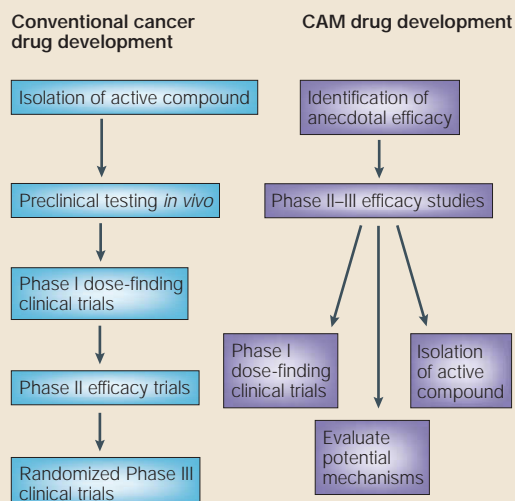 Conventional cancer
drug development
Isolation of active compound
Preclinical testing in vivo
Phase I dose-finding
clinical trials
Phase II efficacy trials
Randomized Phase III
clinical trials
CAM drug development
Identification of
anecdotal efficacy
Phase II–III efficacy studies
Phase I
dose-finding
clinical trials
Evaluate
potential
mechanisms
Isolation
of active
compound